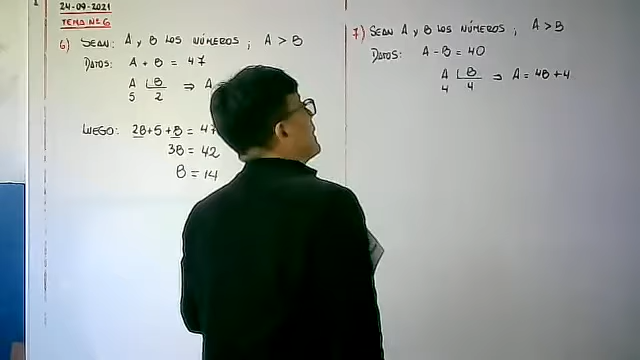 24-09-2021
TEMA Nº 6
6) SEAN: A y B LOS NÚMEROS ; A > B
DATOS: A + B = 47
A | B ⇒ A
5 2
LUEGO: 2B+5+B = 47
3B = 42
B = 14
7) SEAN A y B LOS NÚMEROS ; A > B
DATOS: A - B = 40
A | B ⇒ A = 4B + 4
4 4